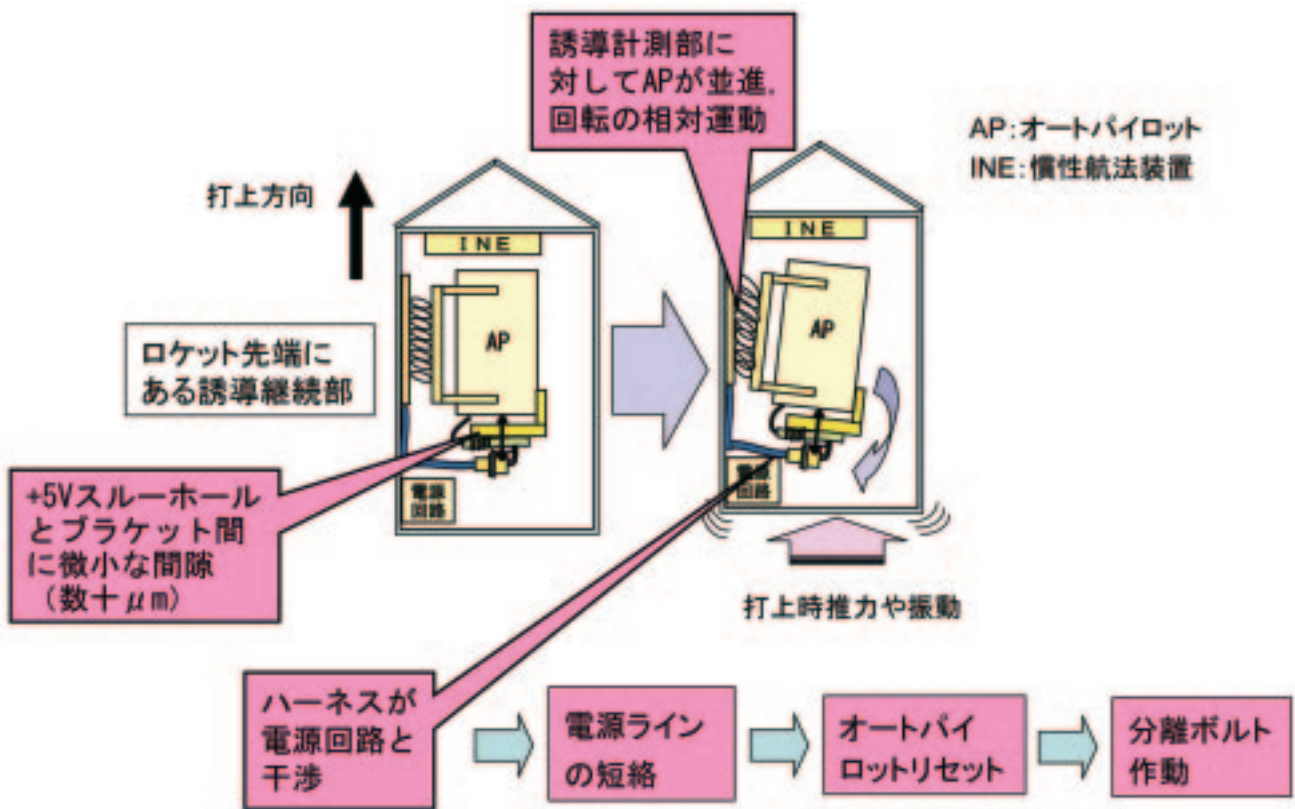 誘導計測部に
対してAPが並進,
回転の相対運動
AP:オートパイロット
INE:慣性航法装置
打上方向
INE
INE
AP
AP
ロケット先端に
ある誘導継続部
電源
回路
電源
回路
+5Vスルーホール
とブラケット間
に微小な間隙
(数十μm)
打上時推力や振動
ハーネスが
電源回路と
干渉
電源ライン
の短絡
オートパイ
ロットリセット
分離ボルト
作動